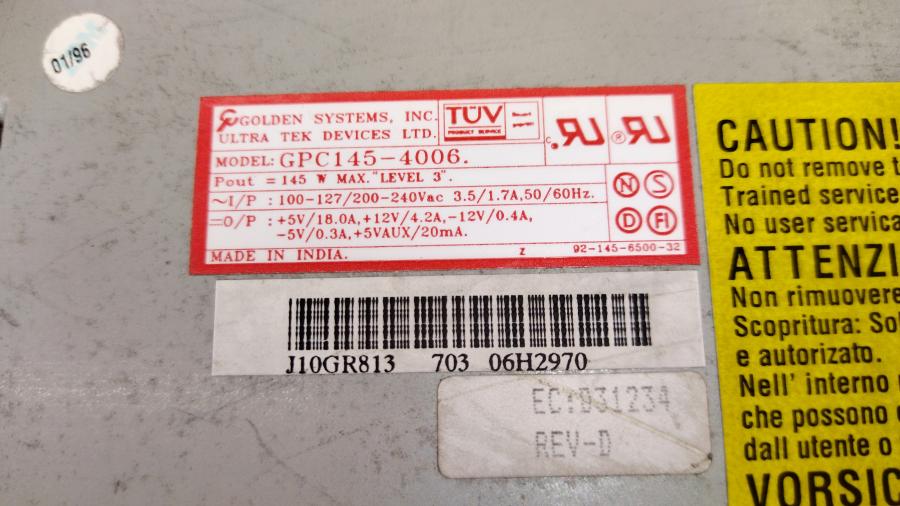 01/96
GOLDEN SYSTEMS, INC.
ULTRA TEK DEVICES LTD.
TÜV
PRODUCT SERVICE
MODEL: GPC145-4006.
Pout = 145 W MAX."LEVEL 3".
~I/P : 100-127/200-240Vac 3.5/1.7A,50/60Hz.
=O/P : +5V/18.0A,+12V/4.2A,-12V/0.4A,
-5V/0.3A,+5VAUX/20mA.
N S
D FI
MADE IN INDIA. Z 92-145-6500-32
J10GR813 703 06H2970
EC:D31234
REV-D
CAUTION!
Do not remove t
Trained service
No user servica
ATTENZI
Non rimuovere
Scopritura: Sol
e autorizato.
Nell' interno
che possono
dall utente o
VORSIC